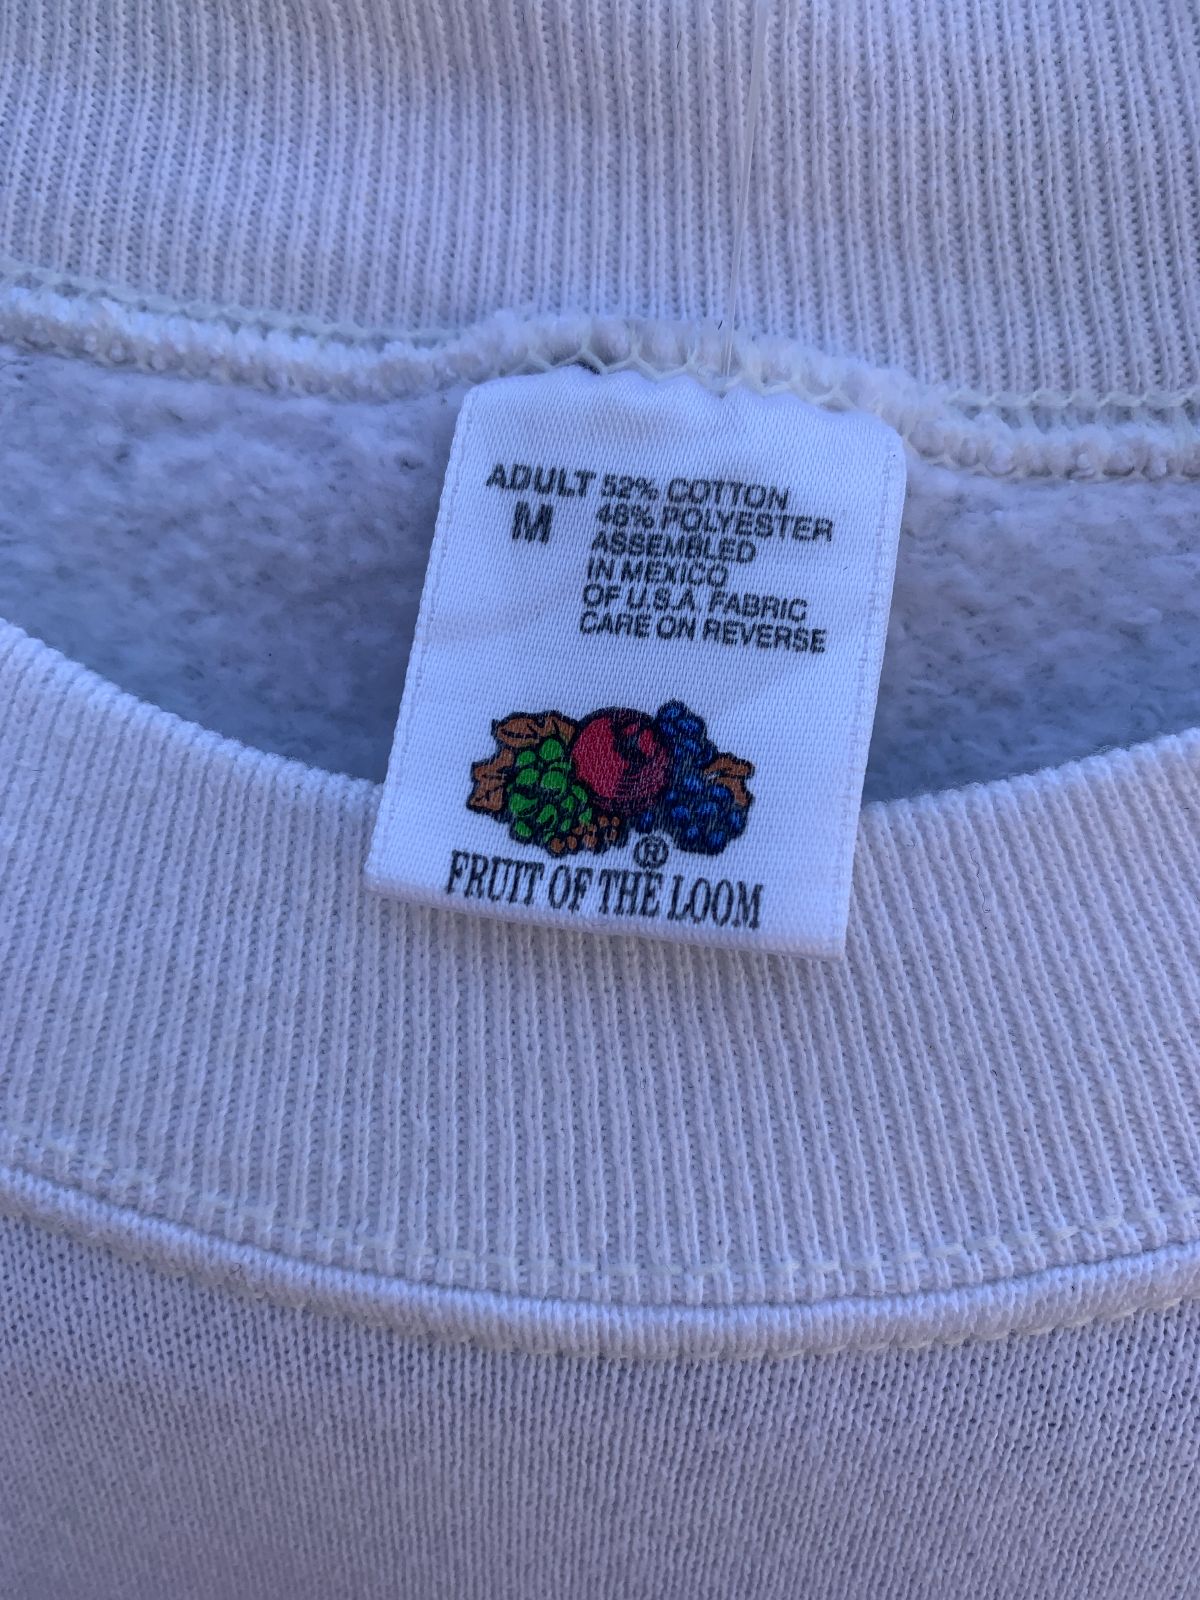 ADULT 52% COTTON
M 48% POLYESTER
ASSEMBLED
IN MEXICO
OF U.S.A. FABRIC
CARE ON REVERSE
®
FRUIT OF THE LOOM